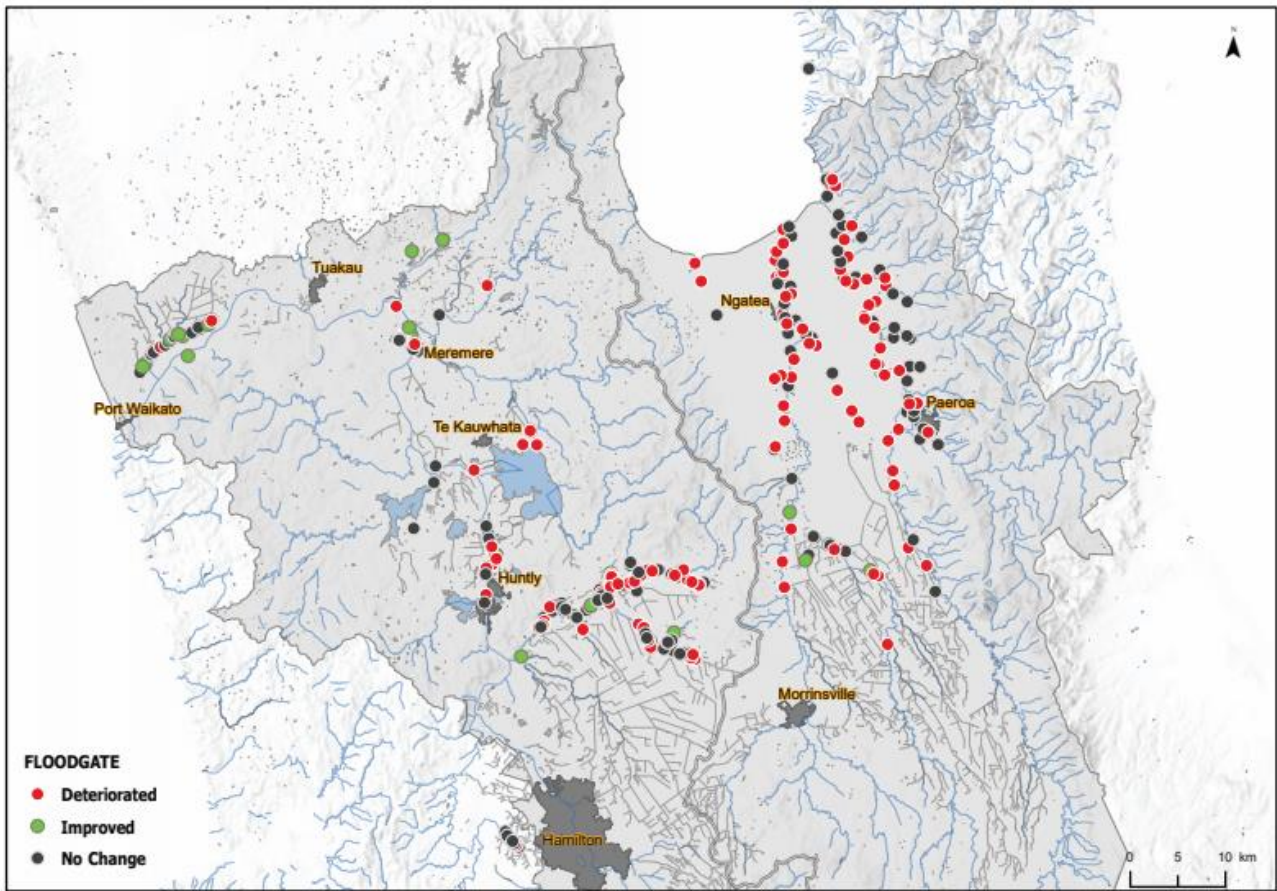 N
Tuakau
Ngatea
Meremere
Port Waikato
Paeroa
Te Kauwhata
Huntly
Morrinsville
Hamilton
FLOODGATE
Deteriorated
Improved
No Change
0 5 10 km